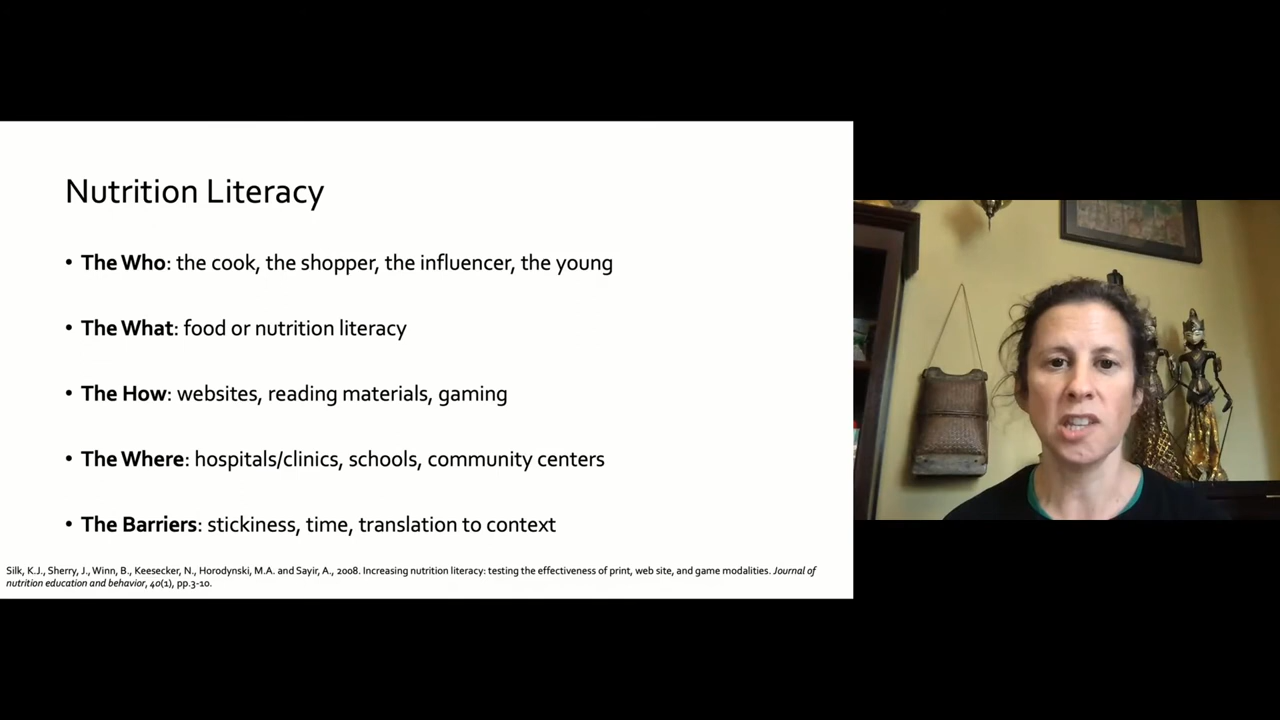 Nutrition Literacy
• The Who: the cook, the shopper, the influencer, the young
• The What: food or nutrition literacy
• The How: websites, reading materials, gaming
• The Where: hospitals/clinics, schools, community centers
• The Barriers: stickiness, time, translation to context
Silk, K.J., Sherry, J., Winn, B., Keesecker, N., Horodynski, M.A. and Sayir, A., 2008. Increasing nutrition literacy: testing the effectiveness of print, web site, and game modalities. Journal of
nutrition education and behavior, 40(1), pp.3-10.